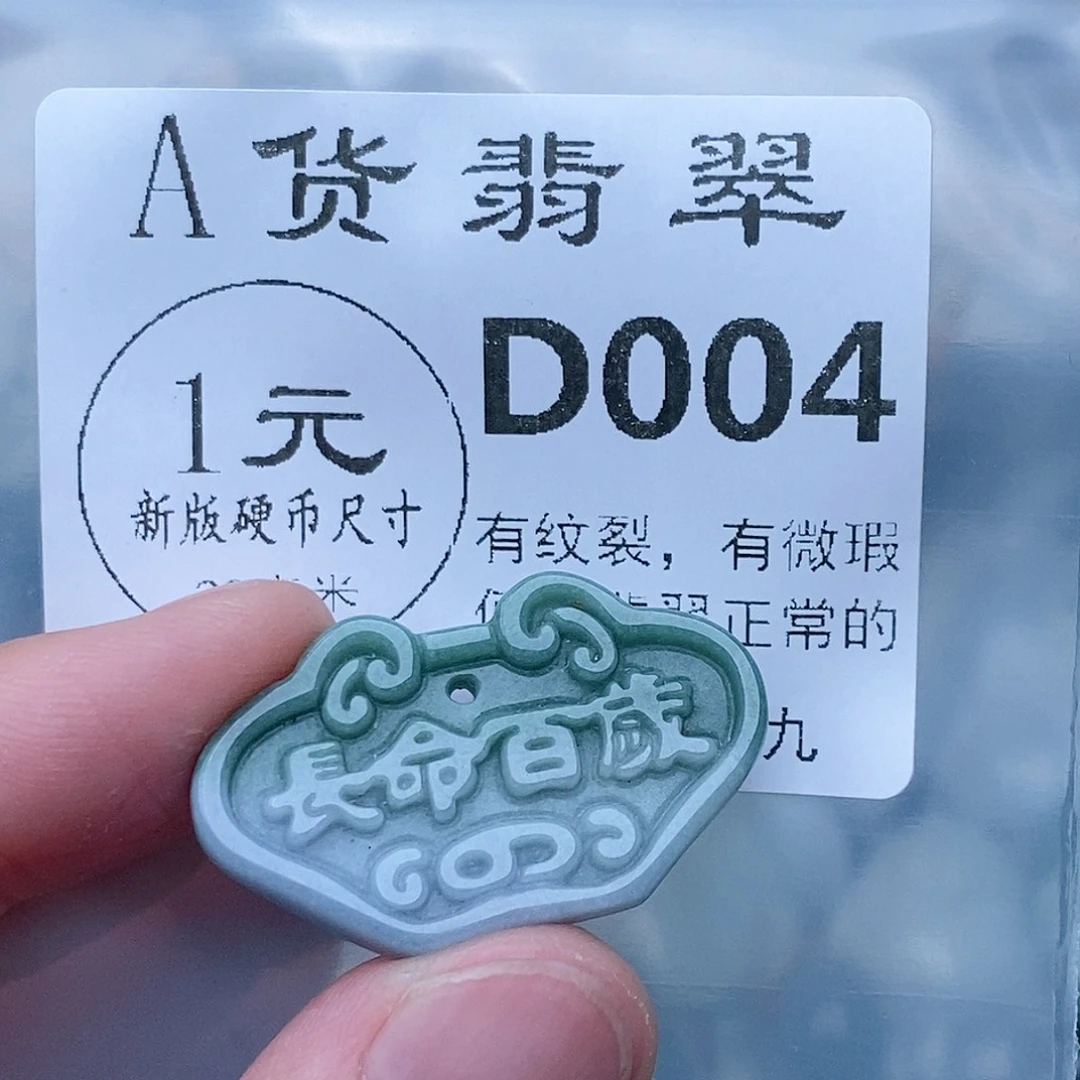 A货翡翠
D004
1元
新版硬币尺寸
米
有纹裂，有微瑕
正常的
九
長命百歲